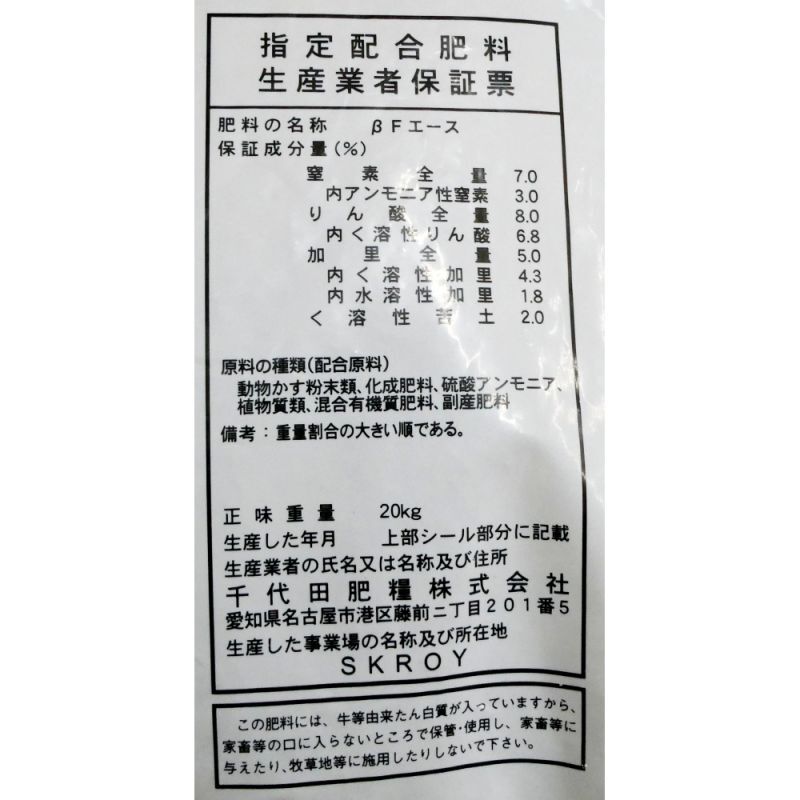 指定配合肥料
生産業者保証票
肥料の名称　βFエース
保証成分量(%)
窒素全量 7.0
内アンモニア性窒素 3.0
りん酸全量 8.0
内く溶性りん酸 6.8
加里全量 5.0
内く溶性加里 4.3
内水溶性加里 1.8
く溶性苦土 2.0
原料の種類(配合原料)
動物かす粉末類、化成肥料、硫酸アンモニア、
植物質類、混合有機質肥料、副産肥料
備考：重量割合の大きい順である。
正味重量　20kg
生産した年月　上部シール部分に記載
生産業者の氏名又は名称及び住所
千代田肥糧株式会社
愛知県名古屋市港区藤前二丁目201番5
生産した事業場の名称及び所在地
SKROY
この肥料には、牛等由来たん白質が入っていますから、
家畜等の口に入らないところで保管・使用し、家畜等に
与えたり、牧草地等に施用したりしないで下さい。